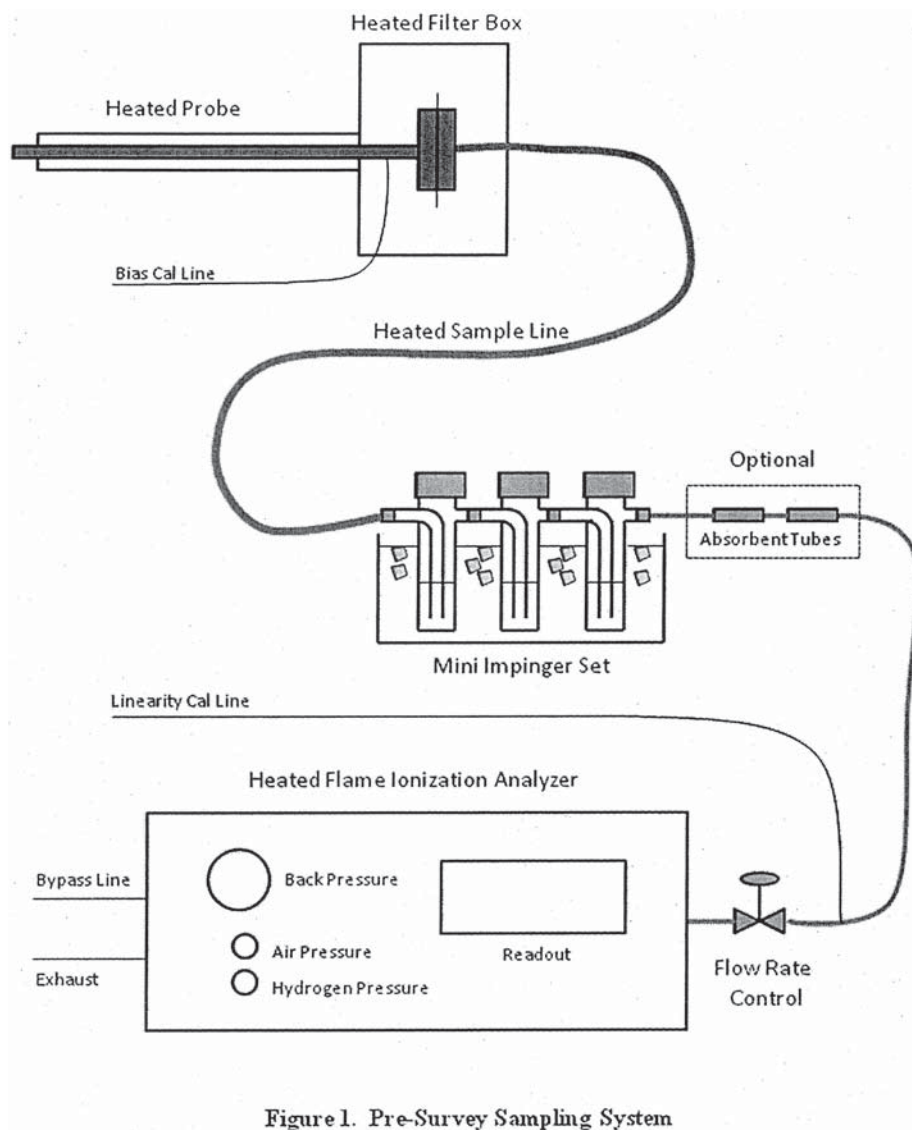 Heated Filter Box
Heated Probe
Bias Cal Line
Heated Sample Line
Optional
Absorbent Tubes
Mini Impinger Set
Linearity Cal Line
Heated Flame Ionization Analyzer
Bypass Line
Back Pressure
Air Pressure
Readout
Exhaust
Hydrogen Pressure
Flow Rate
Control
Figure 1. Pre-Survey Sampling System